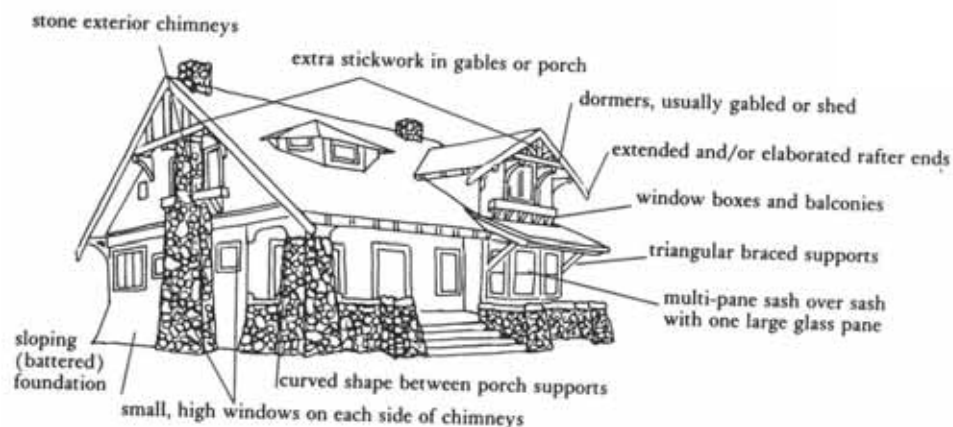 stone exterior chimneys
extra stickwork in gables or porch
dormers, usually gabled or shed
extended and/or elaborated rafter ends
window boxes and balconies
triangular braced supports
multi-pane sash over sash
with one large glass pane
sloping
(battered)
foundation
curved shape between porch supports
small, high windows on each side of chimneys